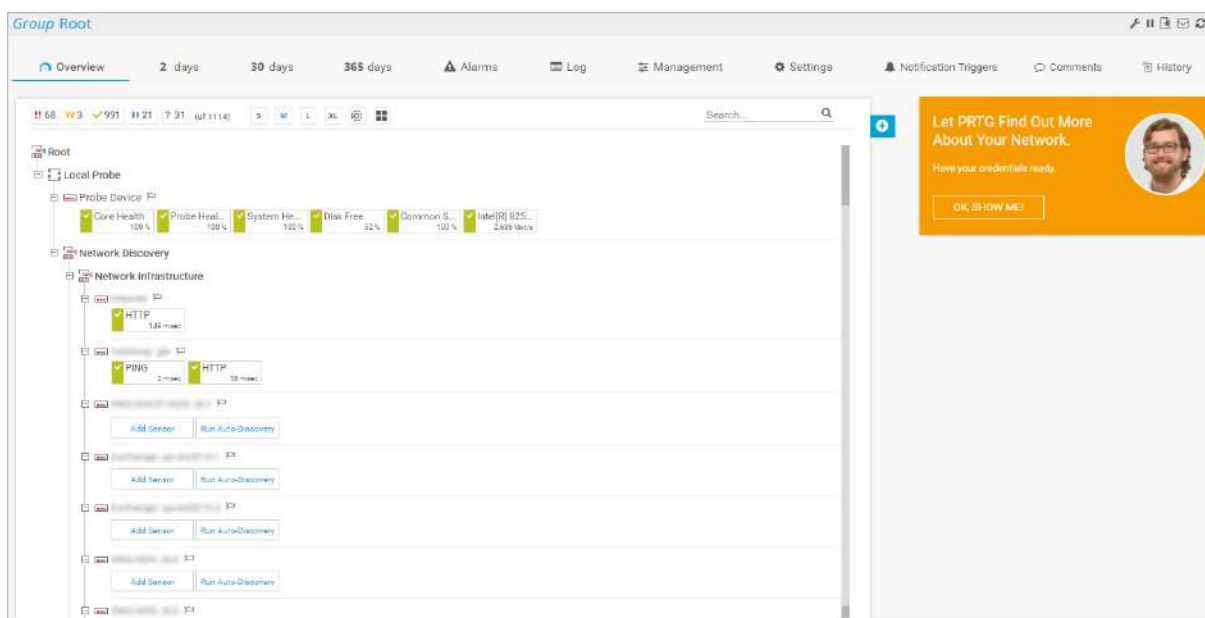 Group Root
Overview 2 days 30 days 365 days Alarms Log Management Settings Notification Triggers Comments History
!! 68 W 3 991 21 ? 31 (of 1114) S M L XL Search...
Root
Local Probe
Probe Device
Core Health Probe Heal... System He... Disk Free Common S... Intel[R] 825...
100 % 100 % 100 % 62 % 100 %
Network Discovery
Network Infrastructure
HTTP
PING HTTP
2 msec
Add Sensor Run Auto-Discovery
Add Sensor Run Auto-Discovery
Add Sensor Run Auto-Discovery
Add Sensor Run Auto-Discovery
Let PRTG Find Out More
About Your Network.
Have your credentials ready.
OK, SHOW ME!